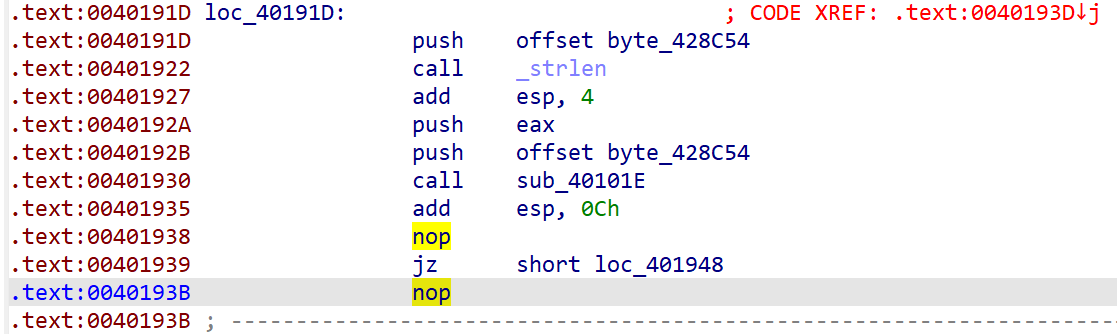 .text:0040191D loc_40191D: ; CODE XREF: .text:0040193D↓j
.text:0040191D push offset byte_428C54
.text:00401922 call _strlen
.text:00401927 add esp, 4
.text:0040192A push eax
.text:0040192B push offset byte_428C54
.text:00401930 call sub_40101E
.text:00401935 add esp, 0Ch
.text:00401938 nop
.text:00401939 jz short loc_401948
.text:0040193B nop
.text:0040193B ; ---------------------------------------------------------------------------